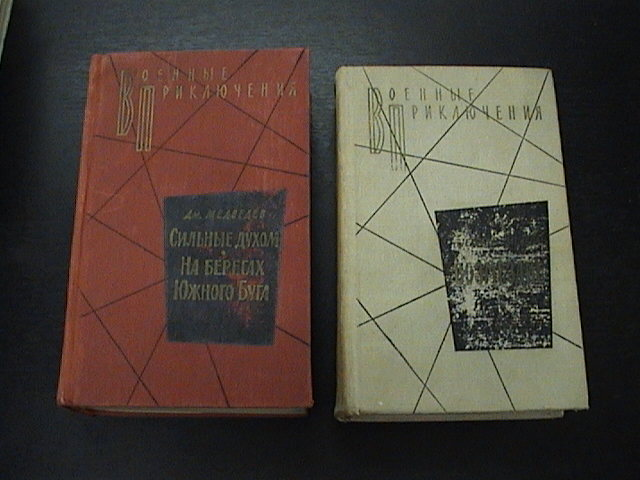 Военные
Приключения
Дм. Медведев
Сильные духом
На берегах
Южного Буга
Военные
Приключения